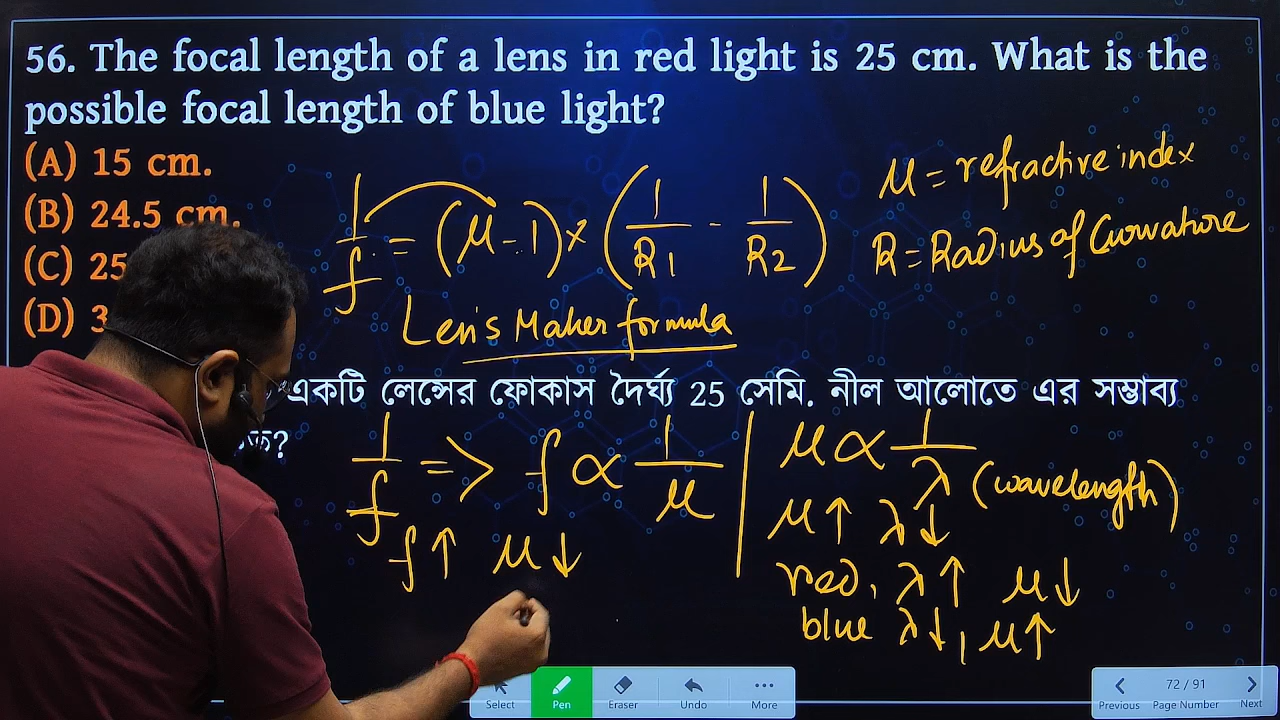 56. The focal length of a lens in red light is 25 cm. What is the
possible focal length of blue light?
(A) 15 cm.
(B) 24.5 cm.
(C) 25
(D) 3
1/f = (μ-1)×(1/R1 - 1/R2)
Len's Maker formula
μ = refractive index
R = Radius of Curvature
একটি লেন্সের ফোকাস দৈর্ঘ্য 25 সেমি. নীল আলোতে এর সম্ভাব্য
1/f => f ∝ 1/μ
f↑ μ↓
μ ∝ 1/λ (wavelength)
μ↑ λ↓
red, λ↑ μ↓
blue λ↓, μ↑
Select Pen Eraser Undo More
Previous 72 / 91 Page Number Next